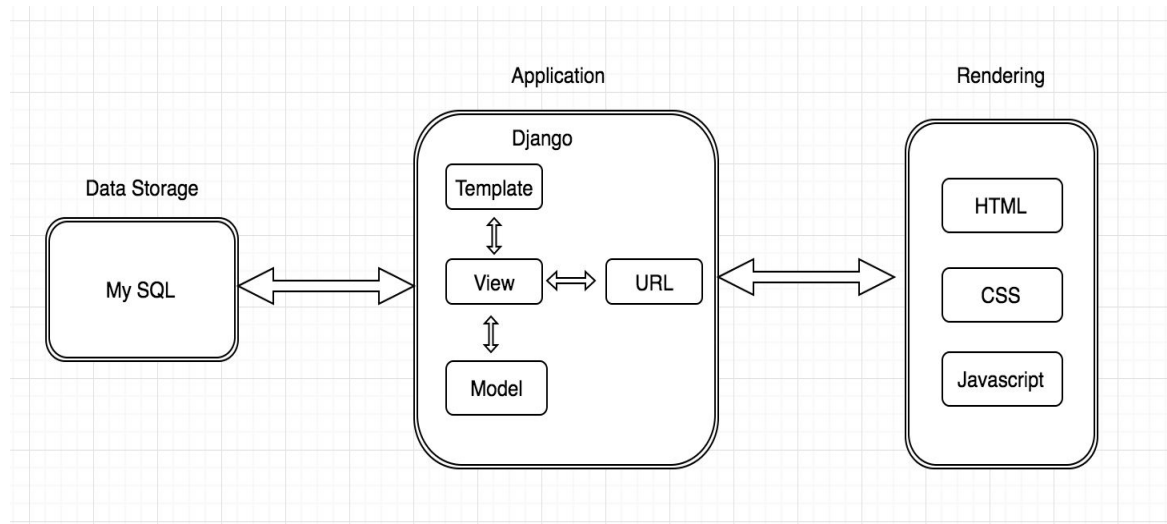 Data Storage
My SQL
Application
Django
Template
View
URL
Model
Rendering
HTML
CSS
Javascript